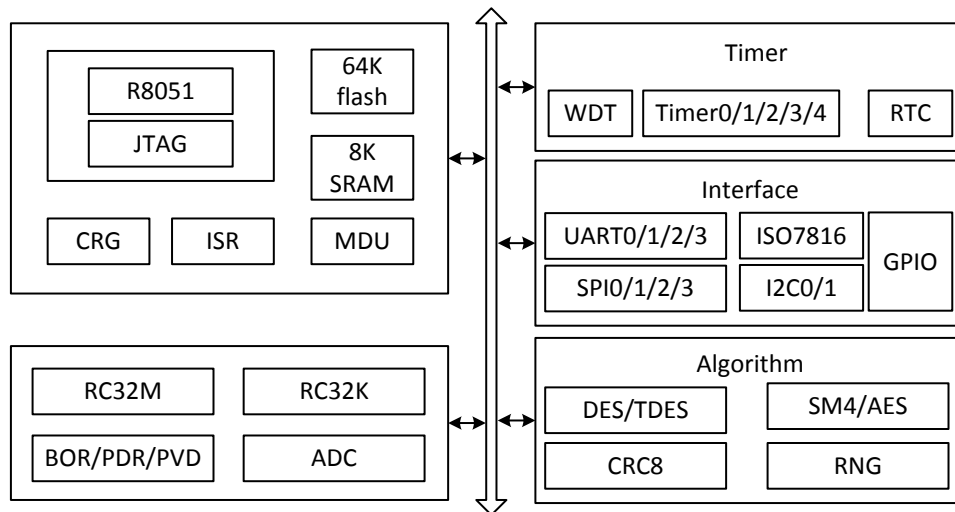 R8051
JTAG
64K
flash
8K
SRAM
CRG
ISR
MDU
RC32M
RC32K
BOR/PDR/PVD
ADC
Timer
WDT
Timer0/1/2/3/4
RTC
Interface
UART0/1/2/3
ISO7816
GPIO
SPI0/1/2/3
I2C0/1
Algorithm
DES/TDES
SM4/AES
CRC8
RNG